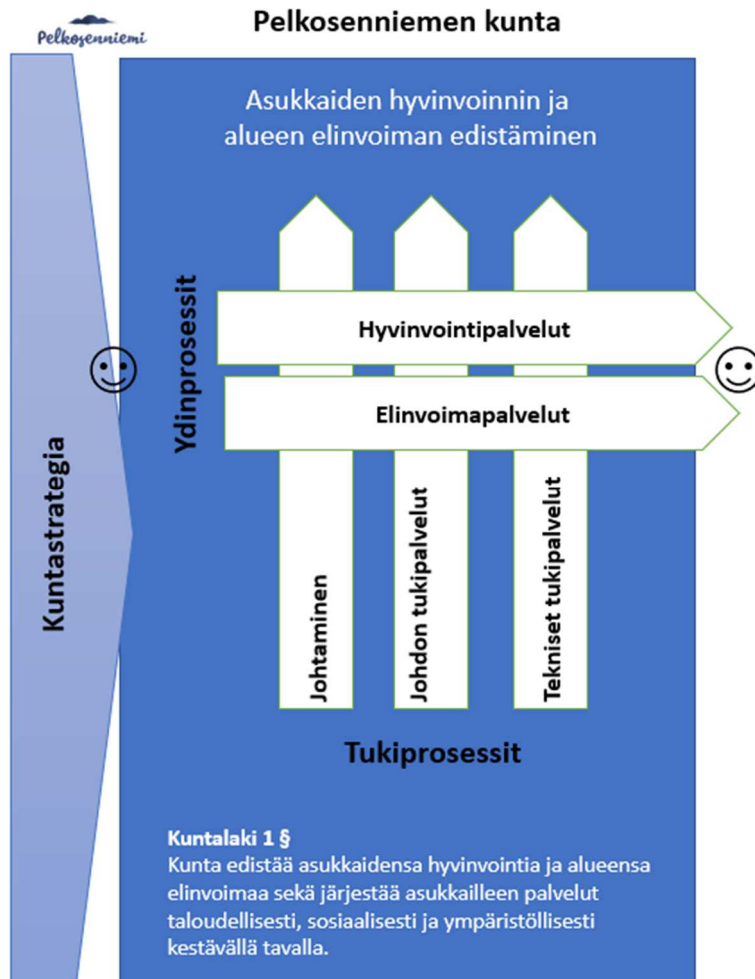 Pelkosenniemi
Pelkosenniemen kunta
Asukkaiden hyvinvoinnin ja
alueen elinvoiman edistäminen
Kuntastrategia
Ydinprosessit
Hyvinvointipalvelut
Elinvoimapalvelut
Johtaminen
Johdon tukipalvelut
Tekniset tukipalvelut
Tukiprosessit
Kuntalaki 1 §
Kunta edistää asukkaidensa hyvinvointia ja alueensa
elinvoimaa sekä järjestää asukkailleen palvelut
taloudellisesti, sosiaalisesti ja ympäristöllisesti
kestävällä tavalla.